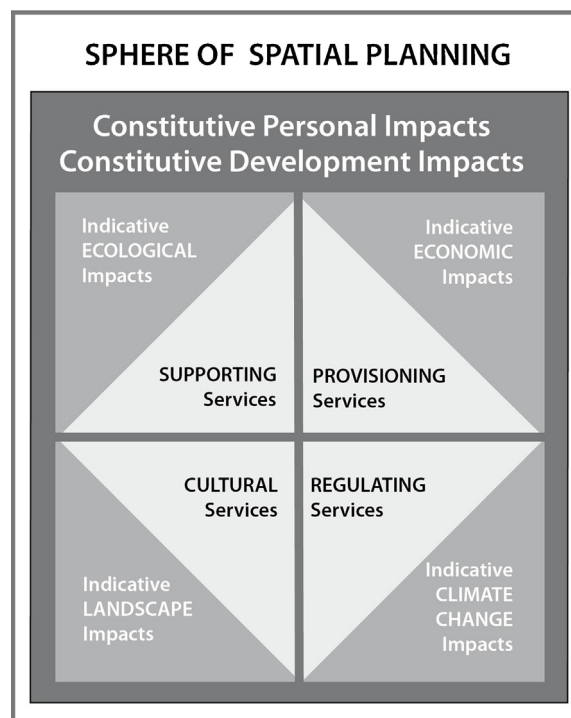 SPHERE OF SPATIAL PLANNING
Constitutive Personal Impacts
Constitutive Development Impacts
Indicative
ECOLOGICAL
Impacts
Indicative
ECONOMIC
Impacts
SUPPORTING
Services
PROVISIONING
Services
CULTURAL
Services
REGULATING
Services
Indicative
LANDSCAPE
Impacts
Indicative
CLIMATE
CHANGE
Impacts